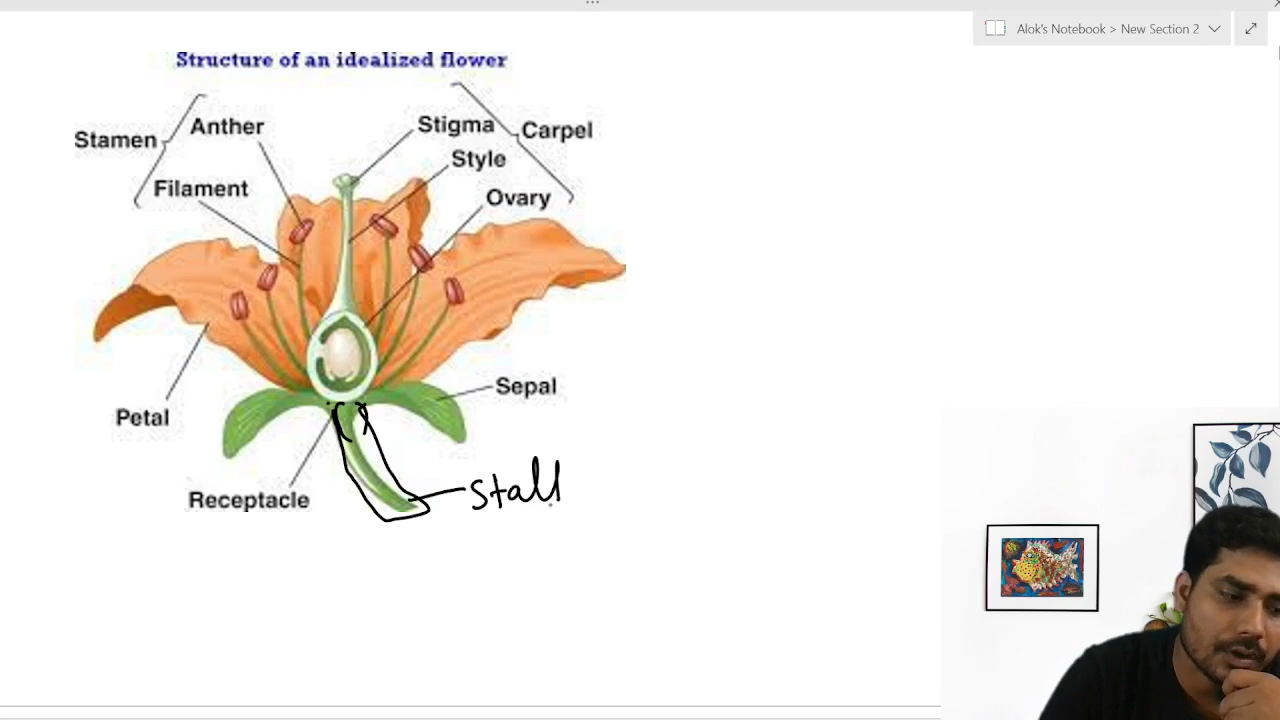 Alok's Notebook > New Section 2
Structure of an idealized flower
Stamen
Anther
Filament
Stigma
Carpel
Style
Ovary
Petal
Sepal
Receptacle
Stall